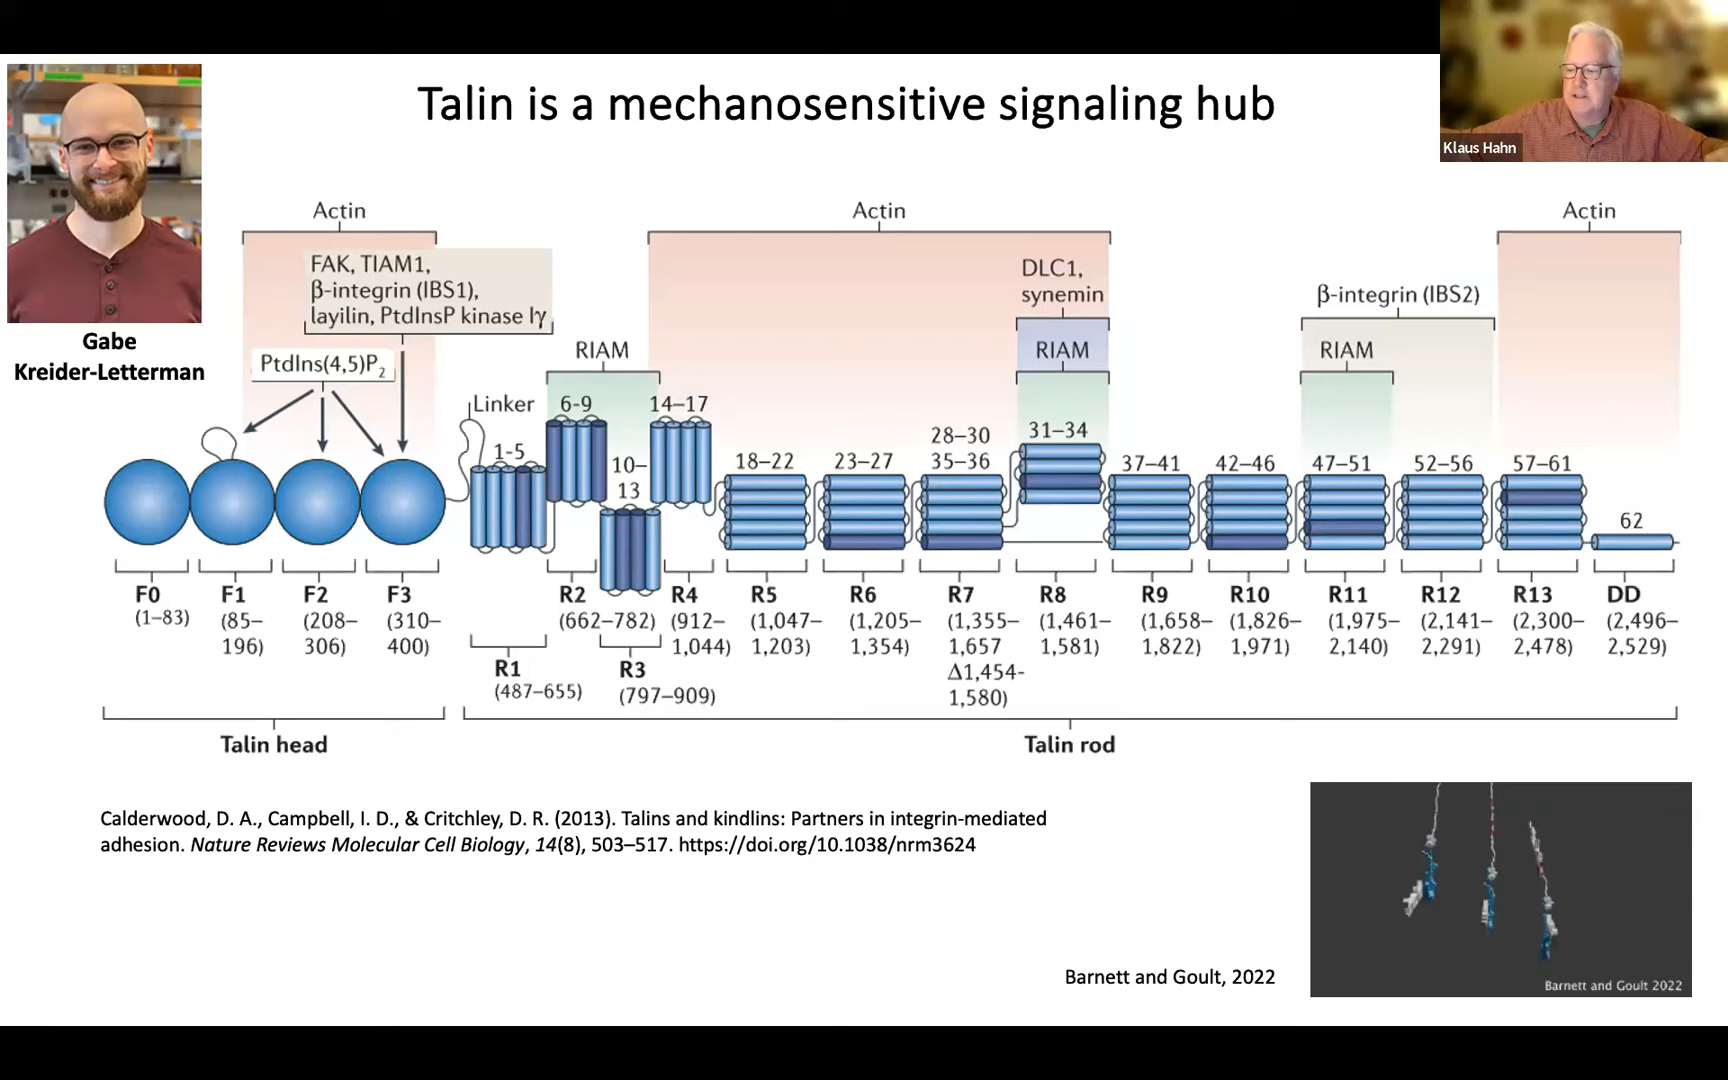 Talin is a mechanosensitive signaling hub
Klaus Hahn
Gabe
Kreider-Letterman
Actin
Actin
Actin
FAK, TIAM1,
β-integrin (IBS1),
layilin, PtdInsP kinase Iγ
DLC1,
synemin
β-integrin (IBS2)
PtdIns(4,5)P₂
RIAM
RIAM
RIAM
Linker
1-5
6-9
10–
13
14–17
18–22
23–27
28–30
35–36
31–34
37–41
42–46
47–51
52–56
57–61
62
F0
(1–83)
F1
(85–
196)
F2
(208–
306)
F3
(310–
400)
R1
(487–655)
R2
(662–782)
R3
(797–909)
R4
(912–
1,044)
R5
(1,047–
1,203)
R6
(1,205–
1,354)
R7
(1,355–
1,657
Δ1,454-
1,580)
R8
(1,461–
1,581)
R9
(1,658–
1,822)
R10
(1,826–
1,971)
R11
(1,975–
2,140)
R12
(2,141–
2,291)
R13
(2,300–
2,478)
DD
(2,496–
2,529)
Talin head
Talin rod
Calderwood, D. A., Campbell, I. D., & Critchley, D. R. (2013). Talins and kindlins: Partners in integrin-mediated
adhesion. Nature Reviews Molecular Cell Biology, 14(8), 503–517. https://doi.org/10.1038/nrm3624
Barnett and Goult, 2022
Barnett and Goult 2022